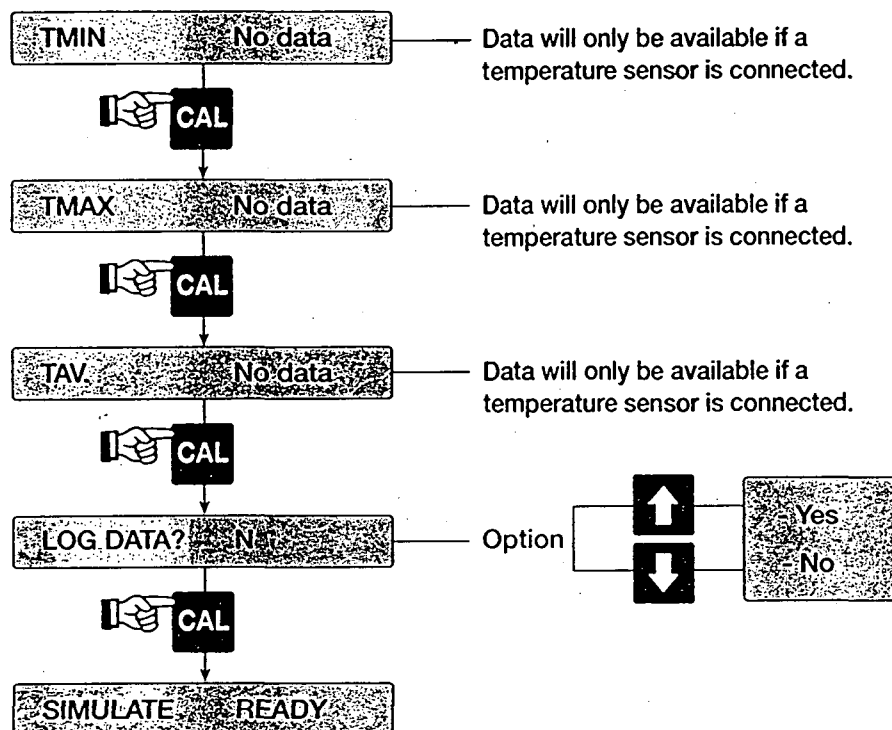 TMIN No data
Data will only be available if a
temperature sensor is connected.
CAL
TMAX No data
Data will only be available if a
temperature sensor is connected.
CAL
TAV No data
Data will only be available if a
temperature sensor is connected.
CAL
LOG DATA?
Option
Yes
- No
CAL
SIMULATE READY